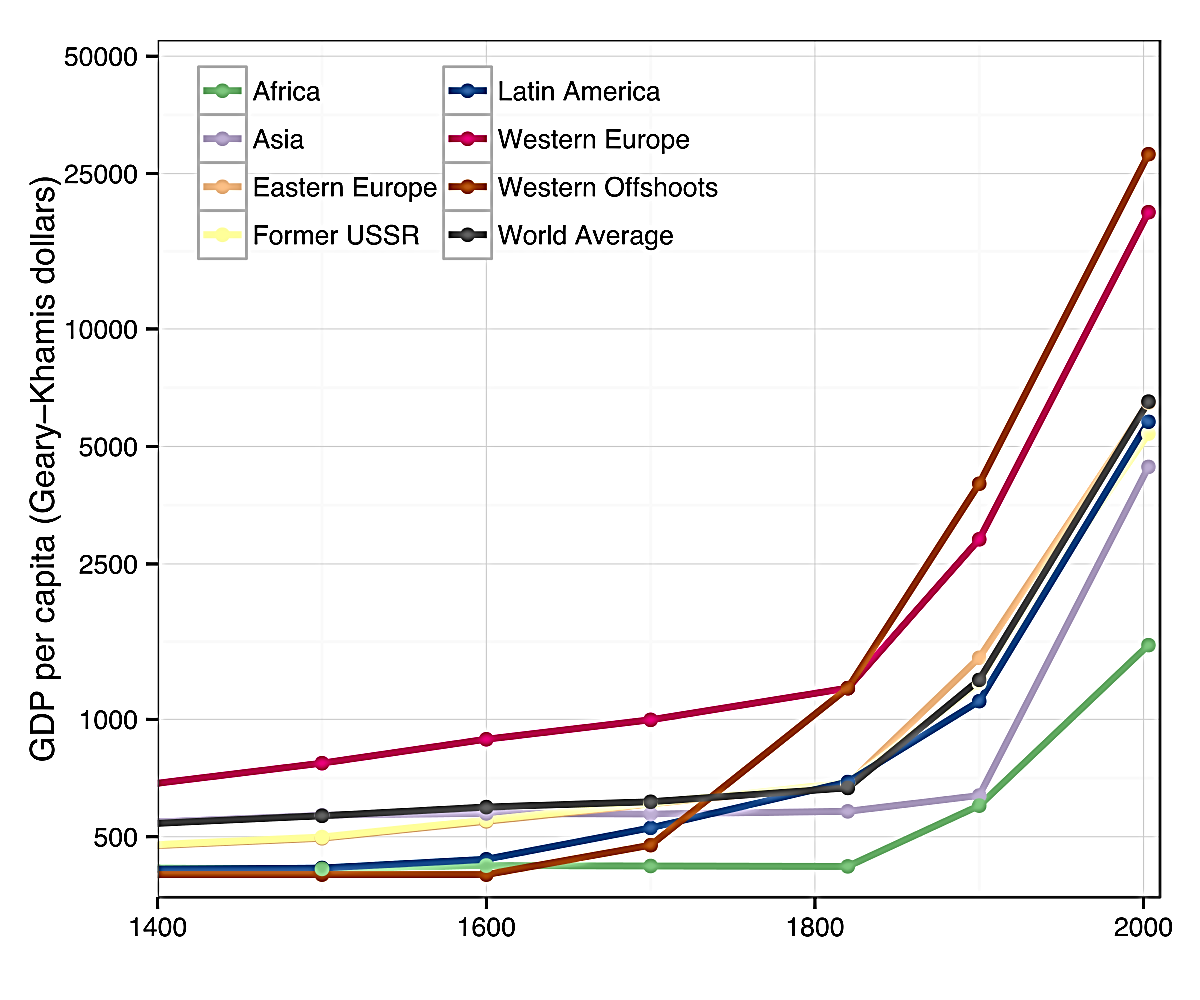 GDP per capita (Geary–Khamis dollars)
50000
25000
10000
5000
2500
1000
500
Africa
Asia
Eastern Europe
Former USSR
Latin America
Western Europe
Western Offshoots
World Average
1400
1600
1800
2000